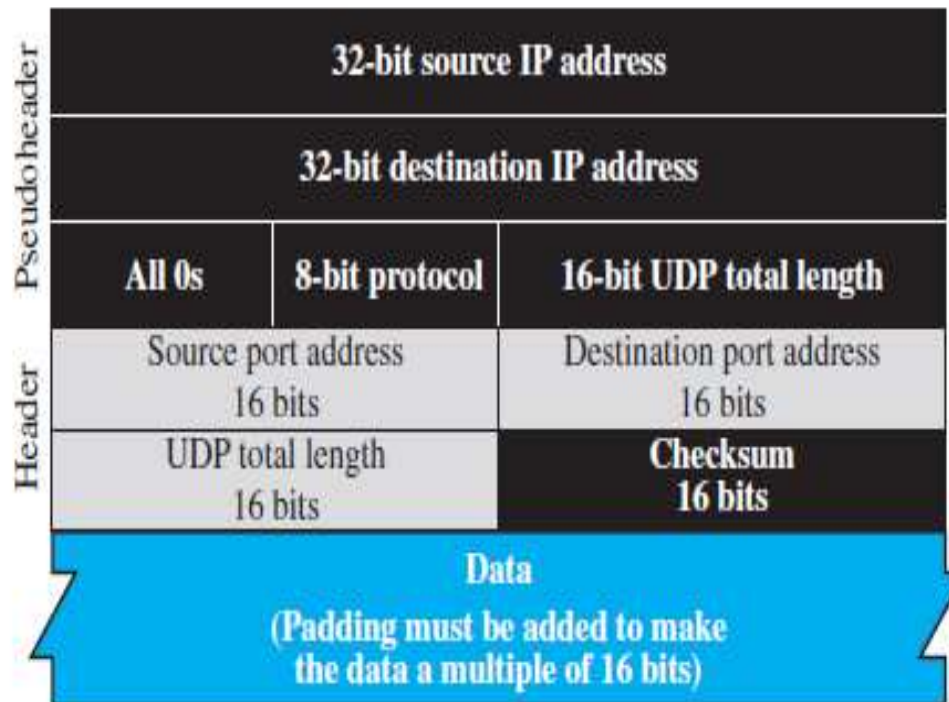 Pseudoheader
32-bit source IP address
32-bit destination IP address
All 0s 8-bit protocol 16-bit UDP total length
Header
Source port address Destination port address
16 bits 16 bits
UDP total length Checksum
16 bits 16 bits
Data
(Padding must be added to make
the data a multiple of 16 bits)